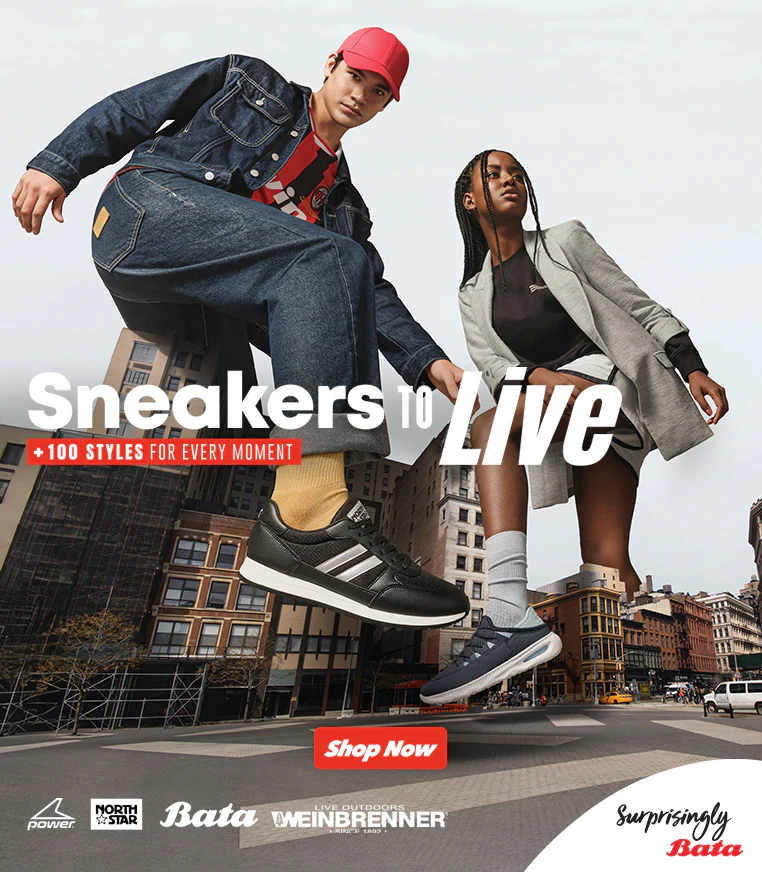 Sneakers TO Live
+100 STYLES FOR EVERY MOMENT
Shop Now
power
NORTH STAR
Bata
LIVE OUTDOORS
WEINBRENNER
• SINCE 1892 •
Surprisingly
Bata